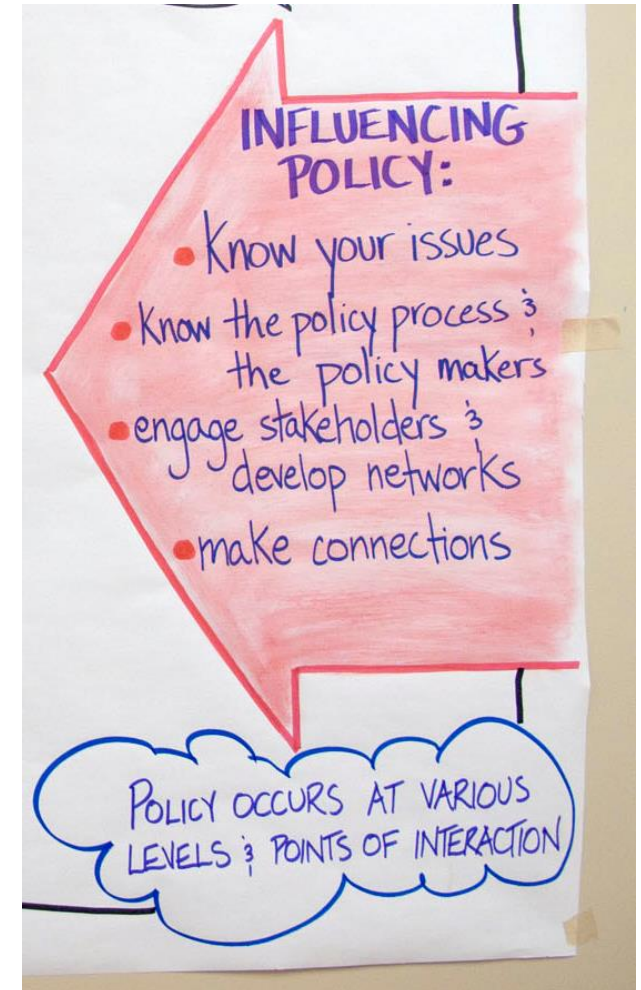 INFLUENCING
POLICY:
• Know your issues
• Know the policy process &
the policy makers
• engage stakeholders &
develop networks
• make connections
POLICY OCCURS AT VARIOUS
LEVELS & POINTS OF INTERACTION